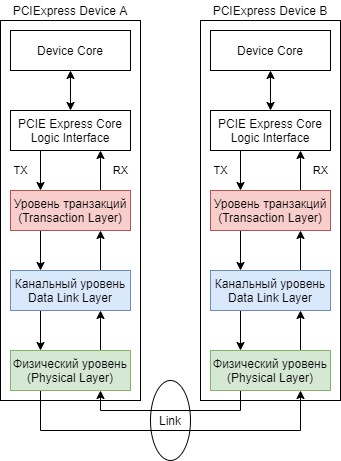 PCIExpress Device A
Device Core
PCIE Express Core
Logic Interface
TX
RX
Уровень транзакций
(Transaction Layer)
Канальный уровень
Data Link Layer
Физический уровень
(Physical Layer)
PCIExpress Device B
Device Core
PCIE Express Core
Logic Interface
TX
RX
Уровень транзакций
(Transaction Layer)
Канальный уровень
Data Link Layer
Физический уровень
(Physical Layer)
Link